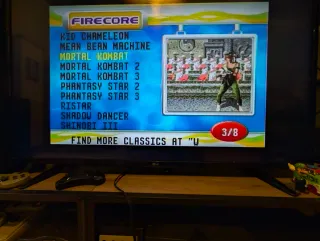 FIRECORE
KID CHAMELEON
MEAN BEAN MACHINE
MORTAL KOMBAT
MORTAL KOMBAT 2
MORTAL KOMBAT 3
PHANTASY STAR 2
PHANTASY STAR 3
RISTAR
SHADOW DANCER
SHINOBI III
3/8
FIND MORE CLASSICS AT "U